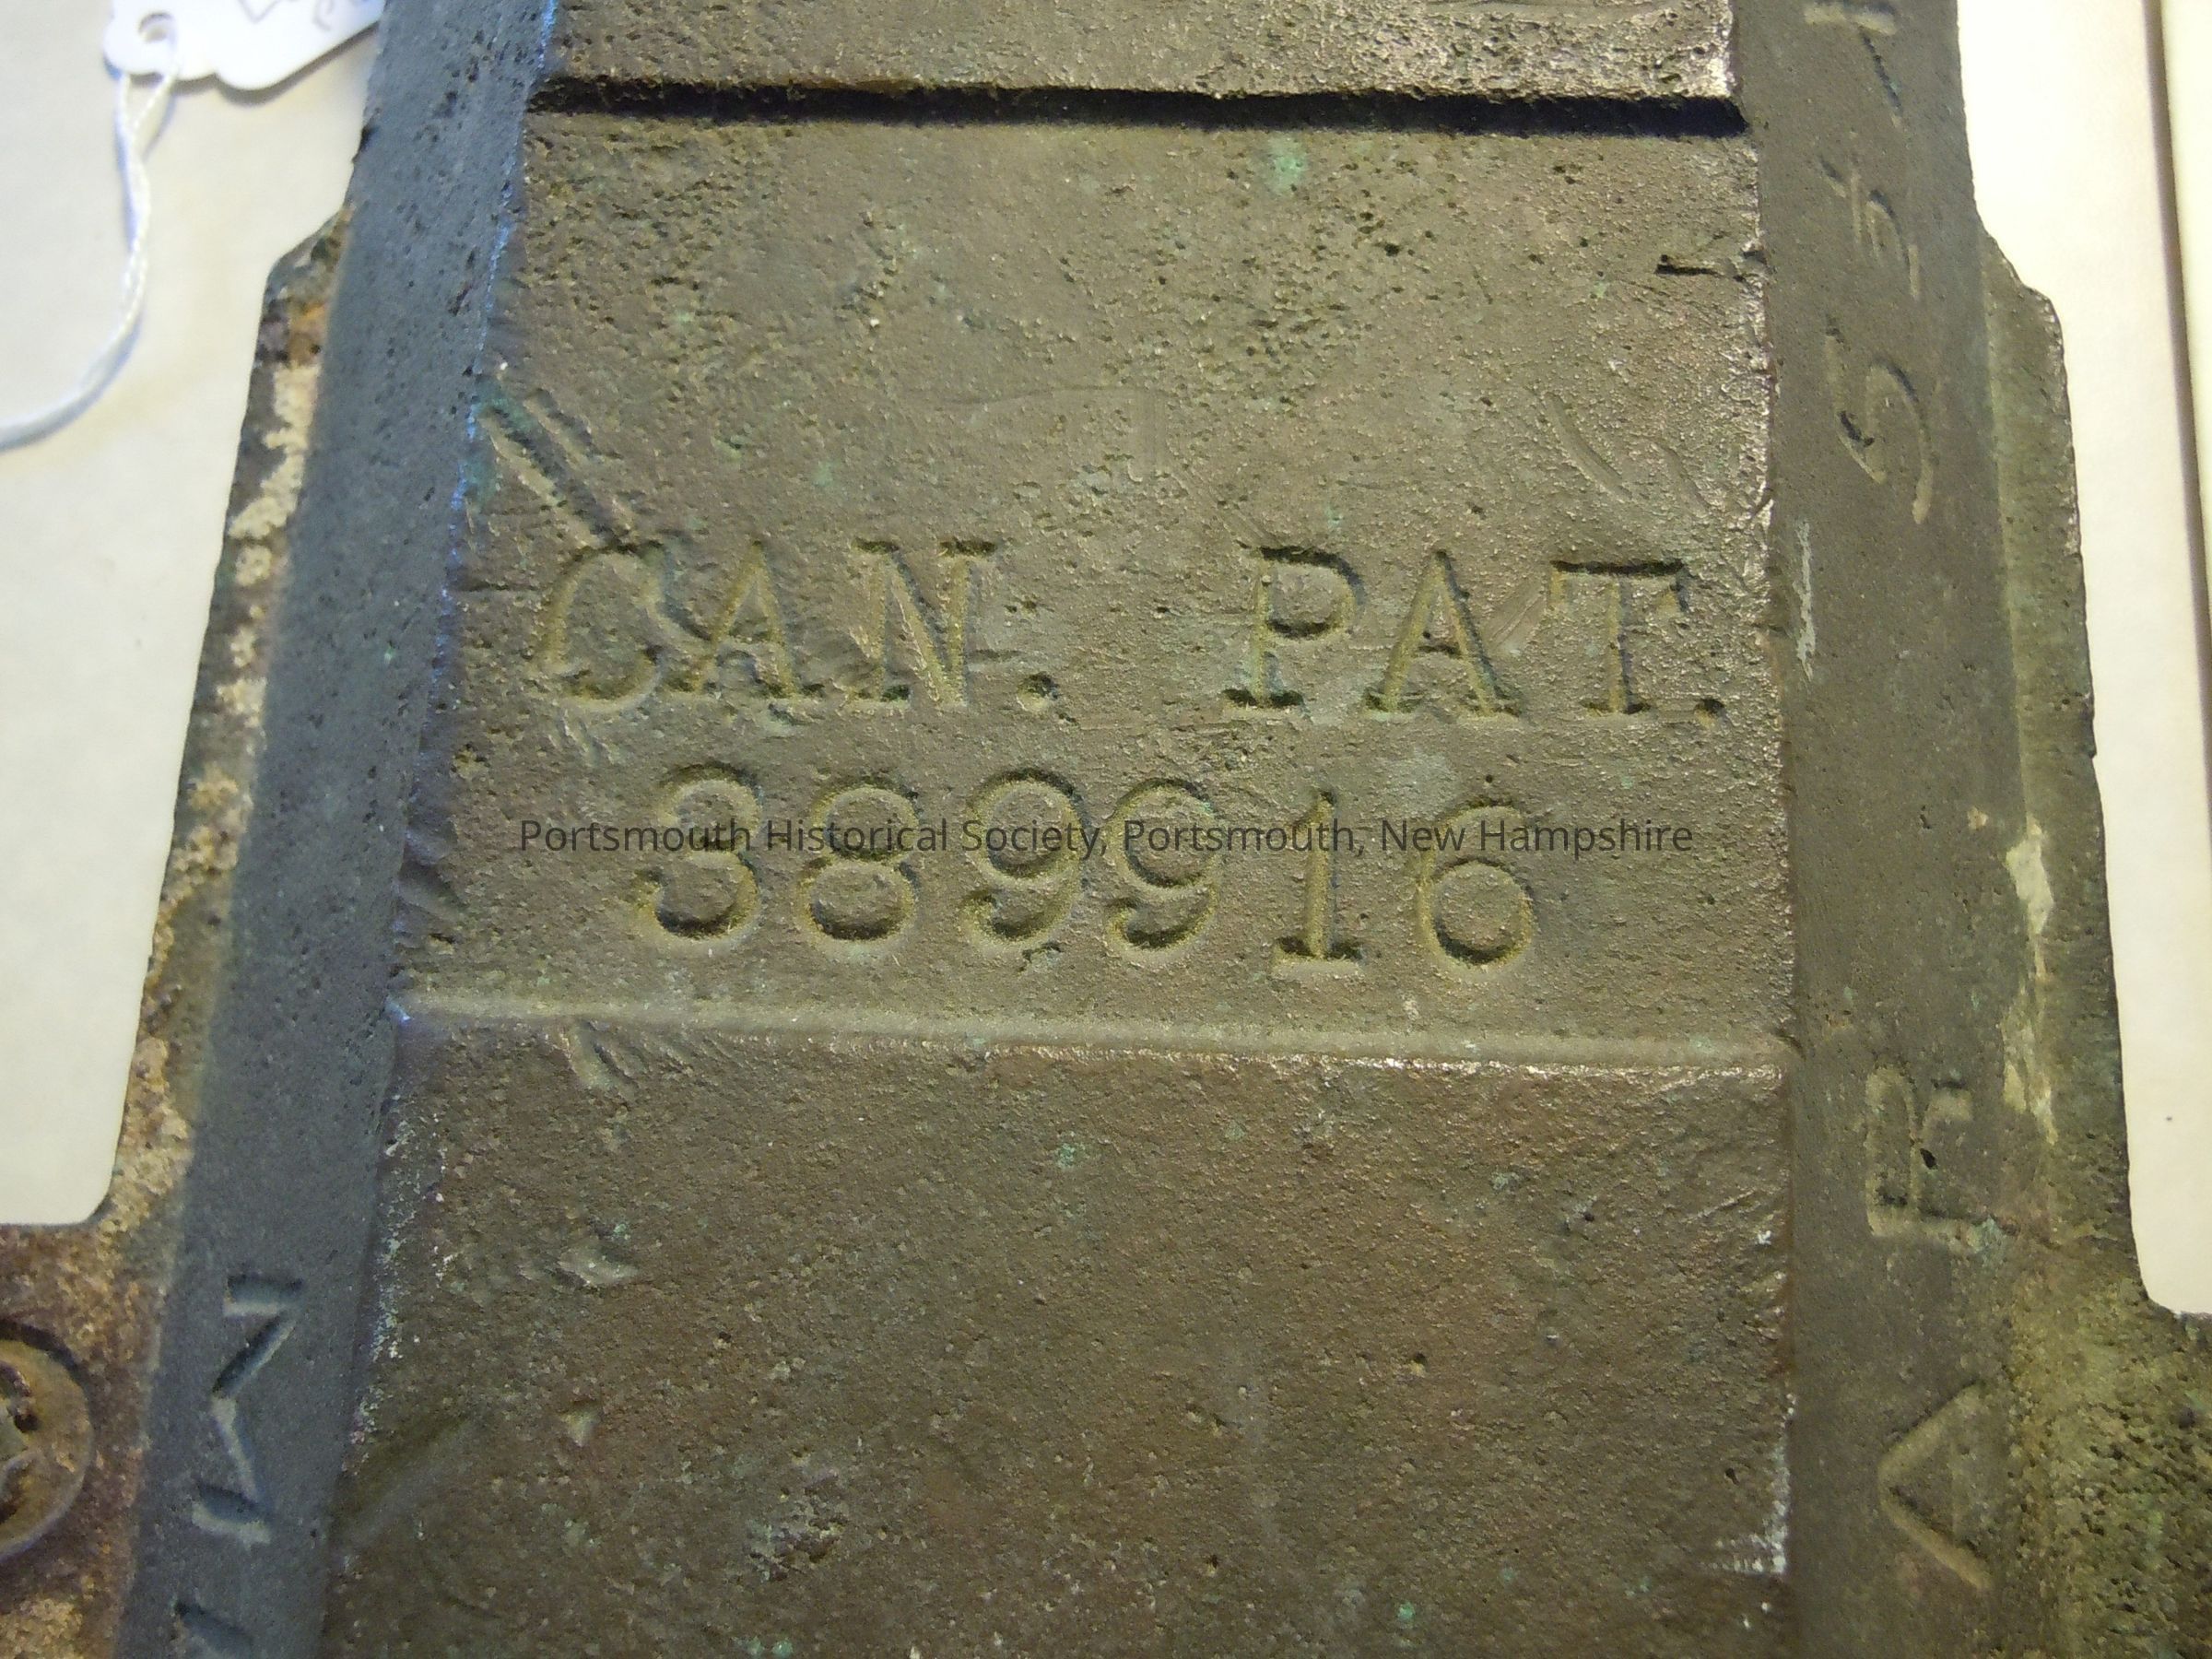 CAN. PAT.
389916
Portsmouth Historical Society, Portsmouth, New Hampshire